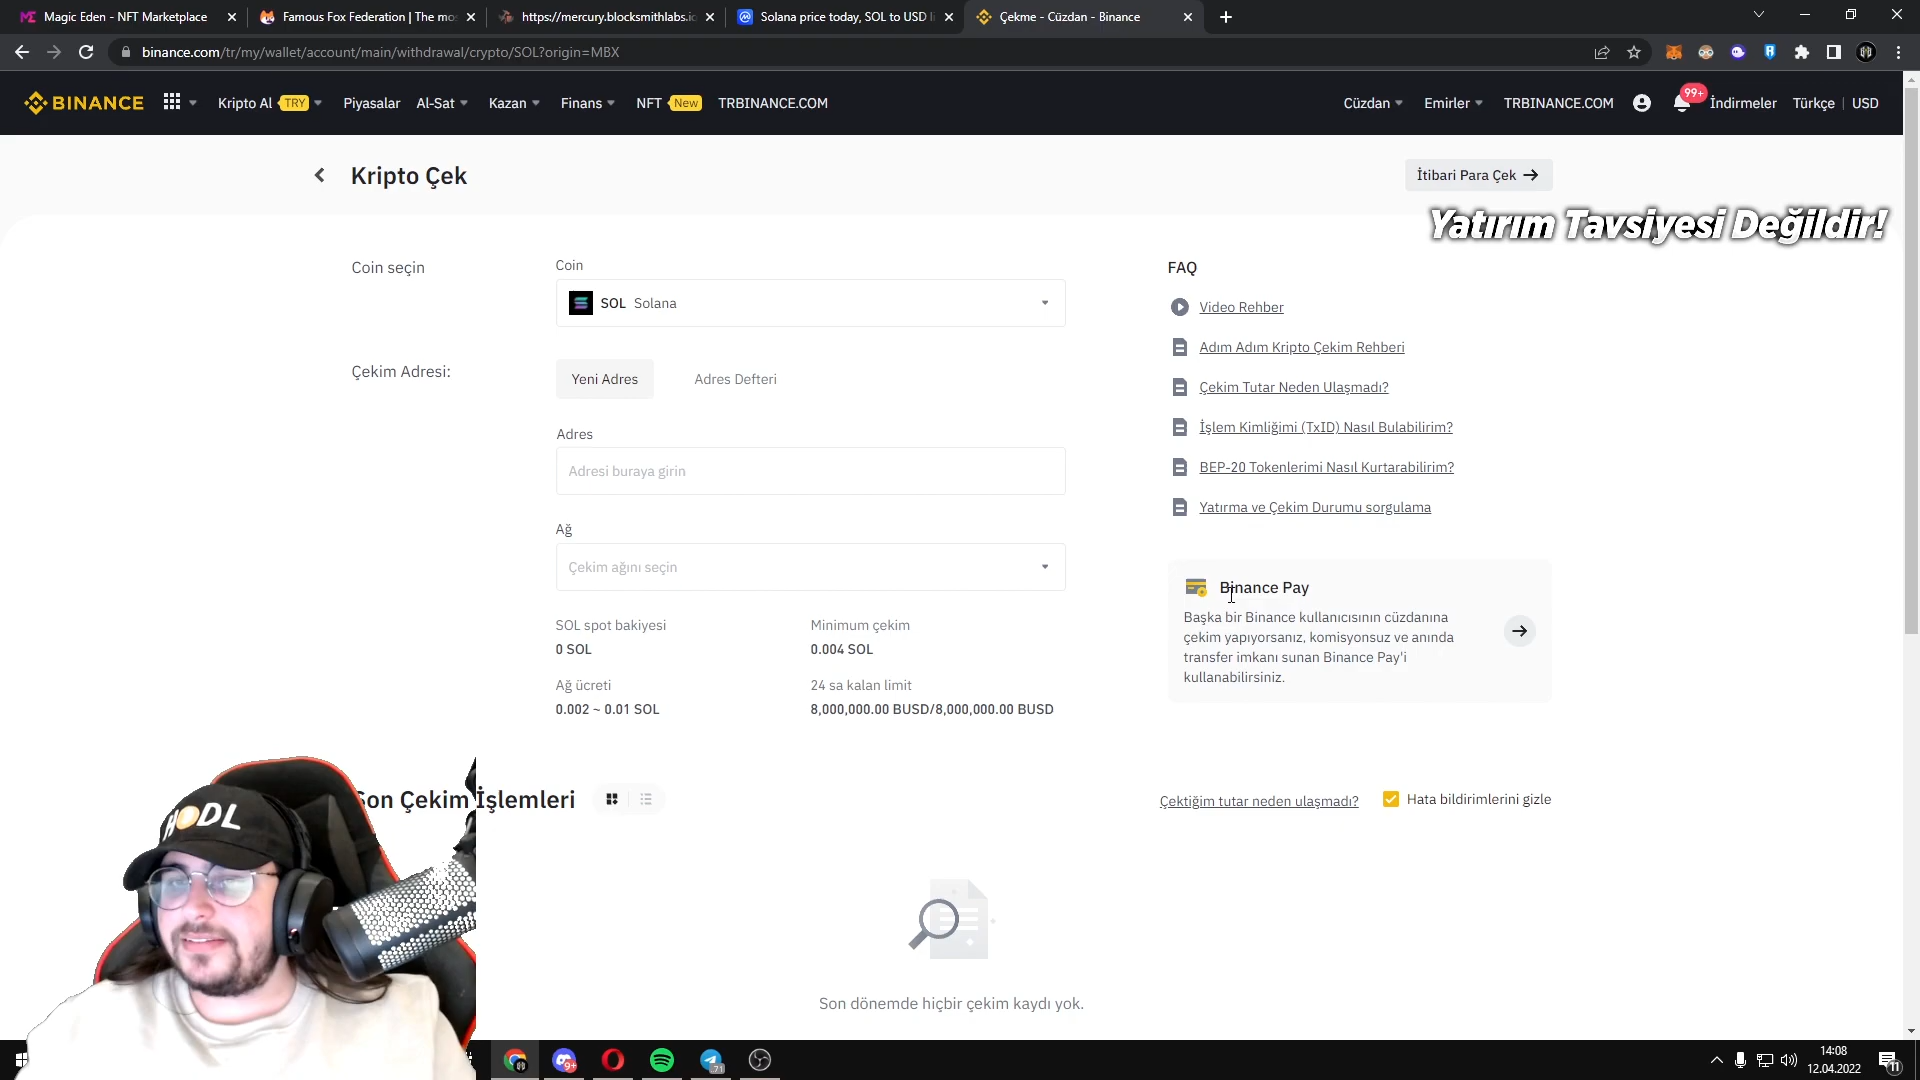 Magic Eden - NFT Marketplace
Famous Fox Federation | The mos
https://mercury.blocksmithlabs.io
Solana price today, SOL to USD li
Çekme - Cüzdan - Binance
binance.com/tr/my/wallet/account/main/withdrawal/crypto/SOL?origin=MBX
BINANCE
Kripto Al TRY
Piyasalar
Al-Sat
Kazan
Finans
NFT New
TRBINANCE.COM
Cüzdan
Emirler
TRBINANCE.COM
99+
İndirmeler
Türkçe | USD
Kripto Çek
İtibari Para Çek
Yatırım Tavsiyesi Değildir!
Coin seçin
Coin
SOL Solana
Çekim Adresi:
Yeni Adres
Adres Defteri
Adres
Adresi buraya girin
Ağ
Çekim ağını seçin
SOL spot bakiyesi
0 SOL
Minimum çekim
0.004 SOL
Ağ ücreti
0.002 ~ 0.01 SOL
24 sa kalan limit
8,000,000.00 BUSD/8,000,000.00 BUSD
FAQ
Video Rehber
Adım Adım Kripto Çekim Rehberi
Çekim Tutar Neden Ulaşmadı?
İşlem Kimliğimi (TxID) Nasıl Bulabilirim?
BEP-20 Tokenlerimi Nasıl Kurtarabilirim?
Yatırma ve Çekim Durumu sorgulama
Binance Pay
Başka bir Binance kullanıcısının cüzdanına
çekim yapıyorsanız, komisyonsuz ve anında
transfer imkanı sunan Binance Pay'i
kullanabilirsiniz.
Son Çekim İşlemleri
Çektiğim tutar neden ulaşmadı?
Hata bildirimlerini gizle
HODL
Son dönemde hiçbir çekim kaydı yok.
14:08
12.04.2022
11